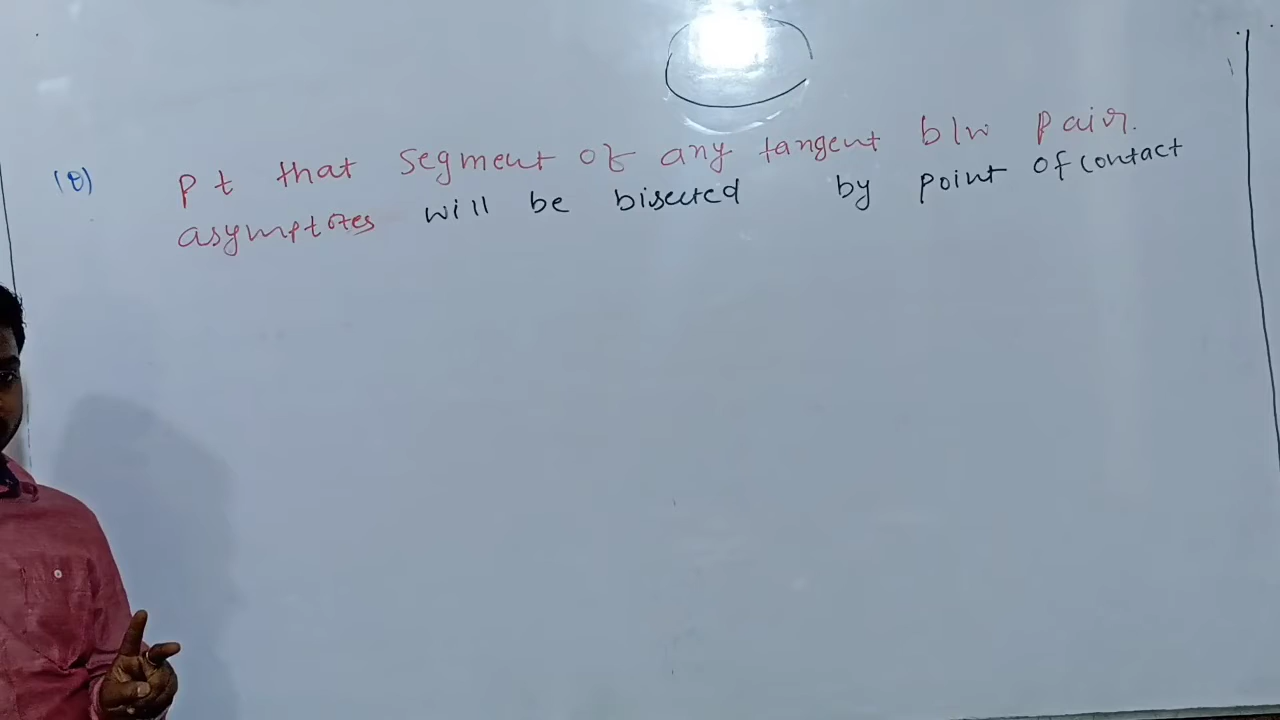 (8) P t that segment of any tangent b/w pair.
asymptotes will be bisected by point of contact